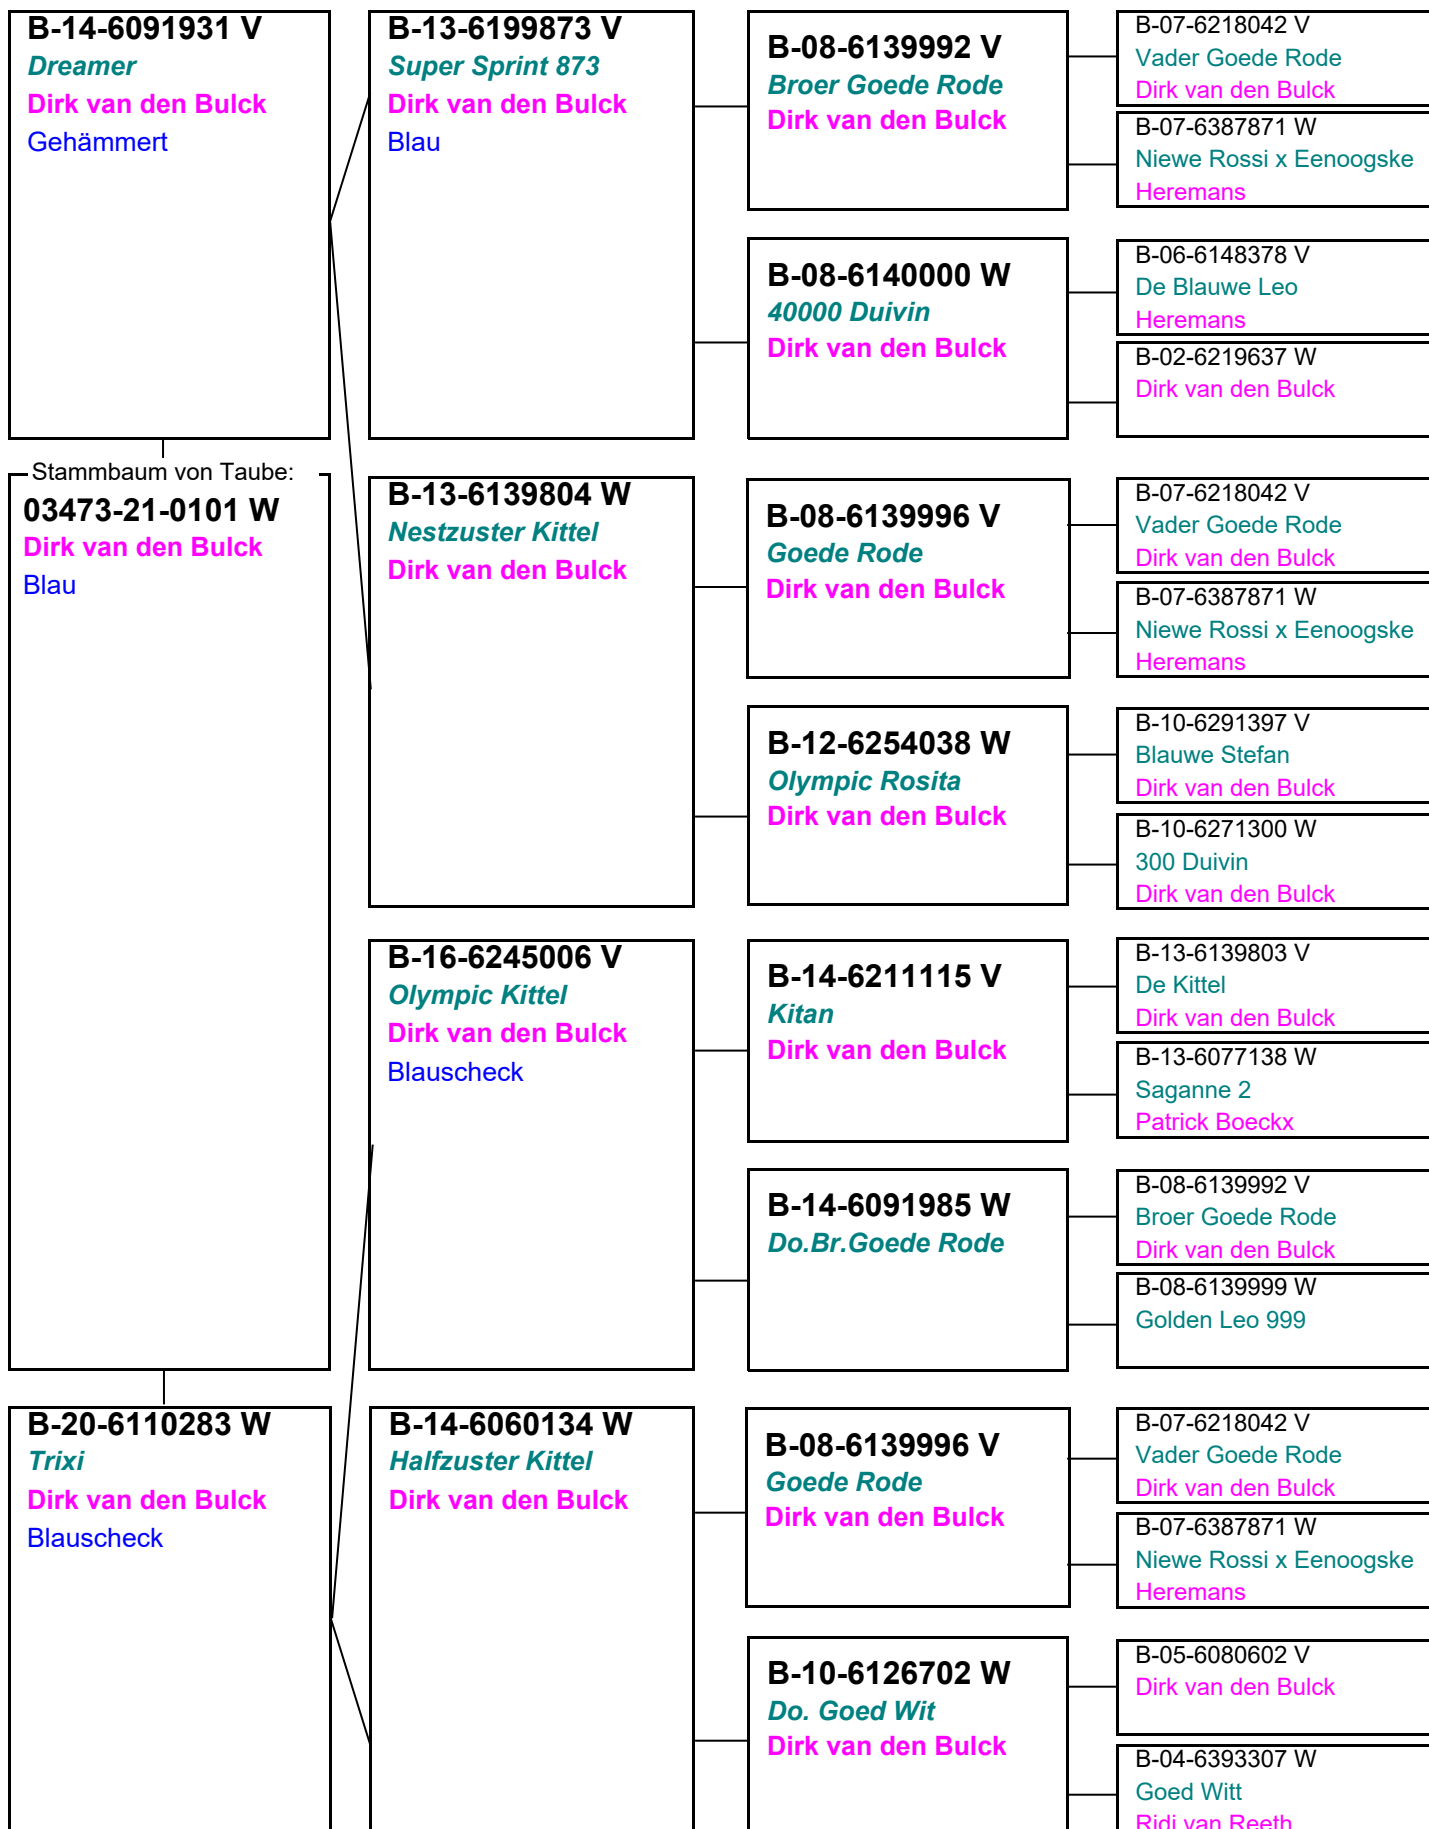 B-14-6091931 V
Dreamer
Dirk van den Bulck
Gehämmert
Stammbaum von Taube:
03473-21-0101 W
Dirk van den Bulck
Blau
B-20-6110283 W
Trixi
Dirk van den Bulck
Blauscheck
B-13-6199873 V
Super Sprint 873
Dirk van den Bulck
Blau
B-13-6139804 W
Nestzuster Kittel
Dirk van den Bulck
B-16-6245006 V
Olympic Kittel
Dirk van den Bulck
Blauscheck
B-14-6060134 W
Halfzuster Kittel
Dirk van den Bulck
B-08-6139992 V
Broer Goede Rode
Dirk van den Bulck
B-08-6140000 W
40000 Duivin
Dirk van den Bulck
B-08-6139996 V
Goede Rode
Dirk van den Bulck
B-12-6254038 W
Olympic Rosita
Dirk van den Bulck
B-14-6211115 V
Kitan
Dirk van den Bulck
B-14-6091985 W
Do.Br.Goede Rode
B-08-6139996 V
Goede Rode
Dirk van den Bulck
B-10-6126702 W
Do. Goed Wit
Dirk van den Bulck
B-07-6218042 V
Vader Goede Rode
Dirk van den Bulck
B-07-6387871 W
Niewe Rossi x Eenoogske
Heremans
B-06-6148378 V
De Blauwe Leo
Heremans
B-02-6219637 W
Dirk van den Bulck
B-07-6218042 V
Vader Goede Rode
Dirk van den Bulck
B-07-6387871 W
Niewe Rossi x Eenoogske
Heremans
B-10-6291397 V
Blauwe Stefan
Dirk van den Bulck
B-10-6271300 W
300 Duivin
Dirk van den Bulck
B-13-6139803 V
De Kittel
Dirk van den Bulck
B-13-6077138 W
Saganne 2
Patrick Boeckx
B-08-6139992 V
Broer Goede Rode
Dirk van den Bulck
B-08-6139999 W
Golden Leo 999
B-07-6218042 V
Vader Goede Rode
Dirk van den Bulck
B-07-6387871 W
Niewe Rossi x Eenoogske
Heremans
B-05-6080602 V
Dirk van den Bulck
B-04-6393307 W
Goed Witt
Ridi van Reeth